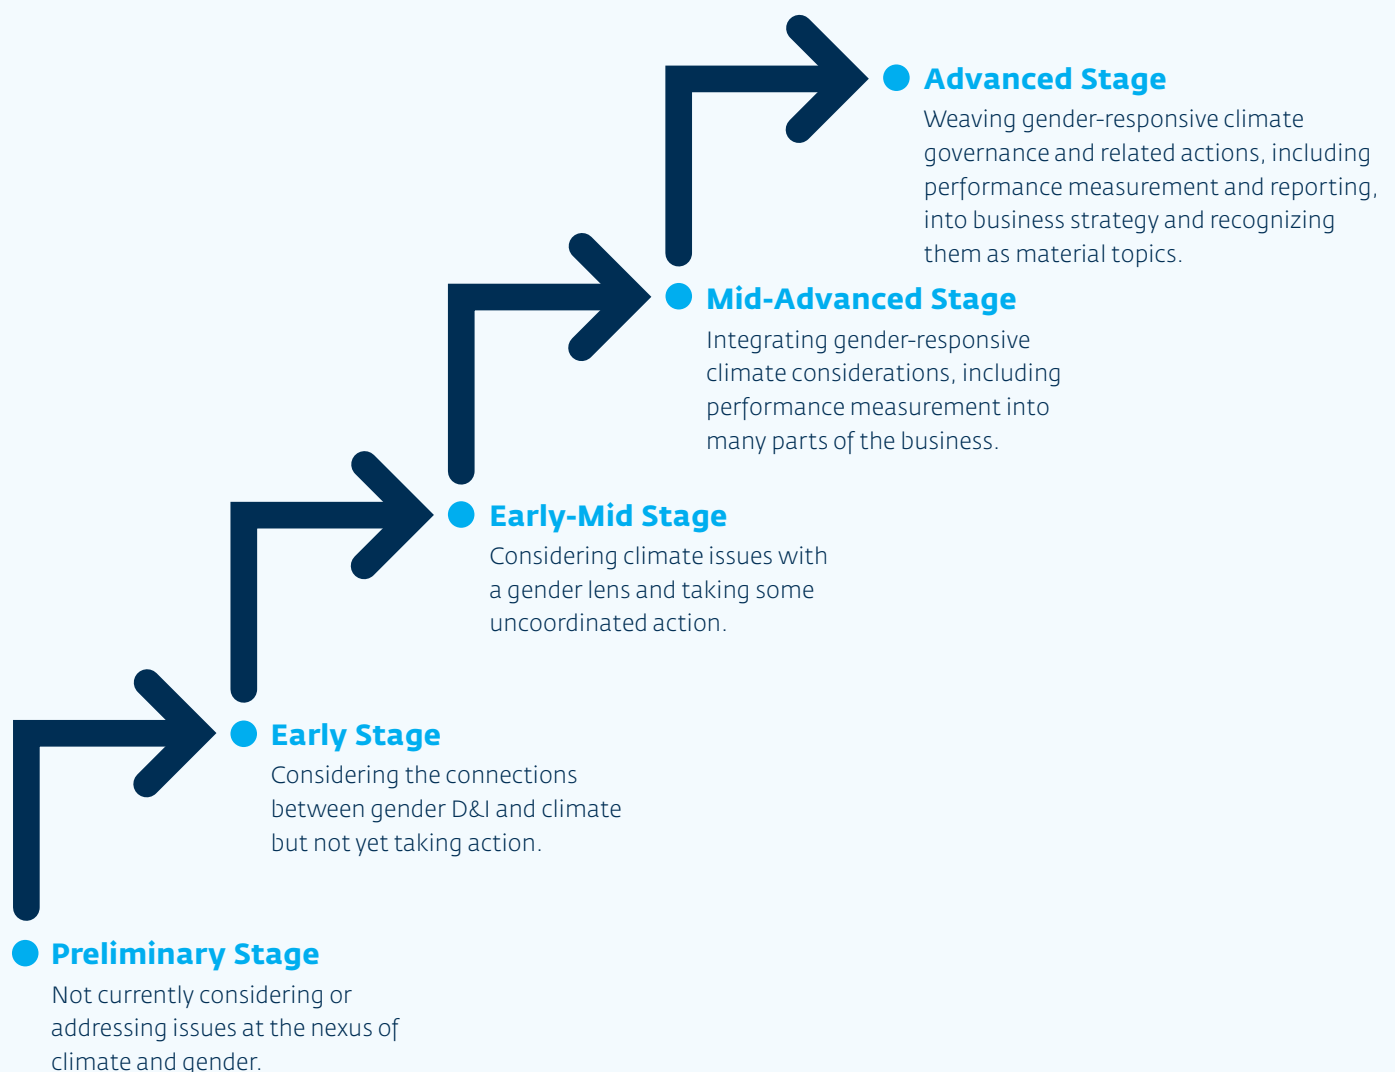 Advanced Stage
Weaving gender-responsive climate
governance and related actions, including
performance measurement and reporting,
into business strategy and recognizing
them as material topics.
Mid-Advanced Stage
Integrating gender-responsive
climate considerations, including
performance measurement into
many parts of the business.
Early-Mid Stage
Considering climate issues with
a gender lens and taking some
uncoordinated action.
Early Stage
Considering the connections
between gender D&I and climate
but not yet taking action.
Preliminary Stage
Not currently considering or
addressing issues at the nexus of
climate and gender.